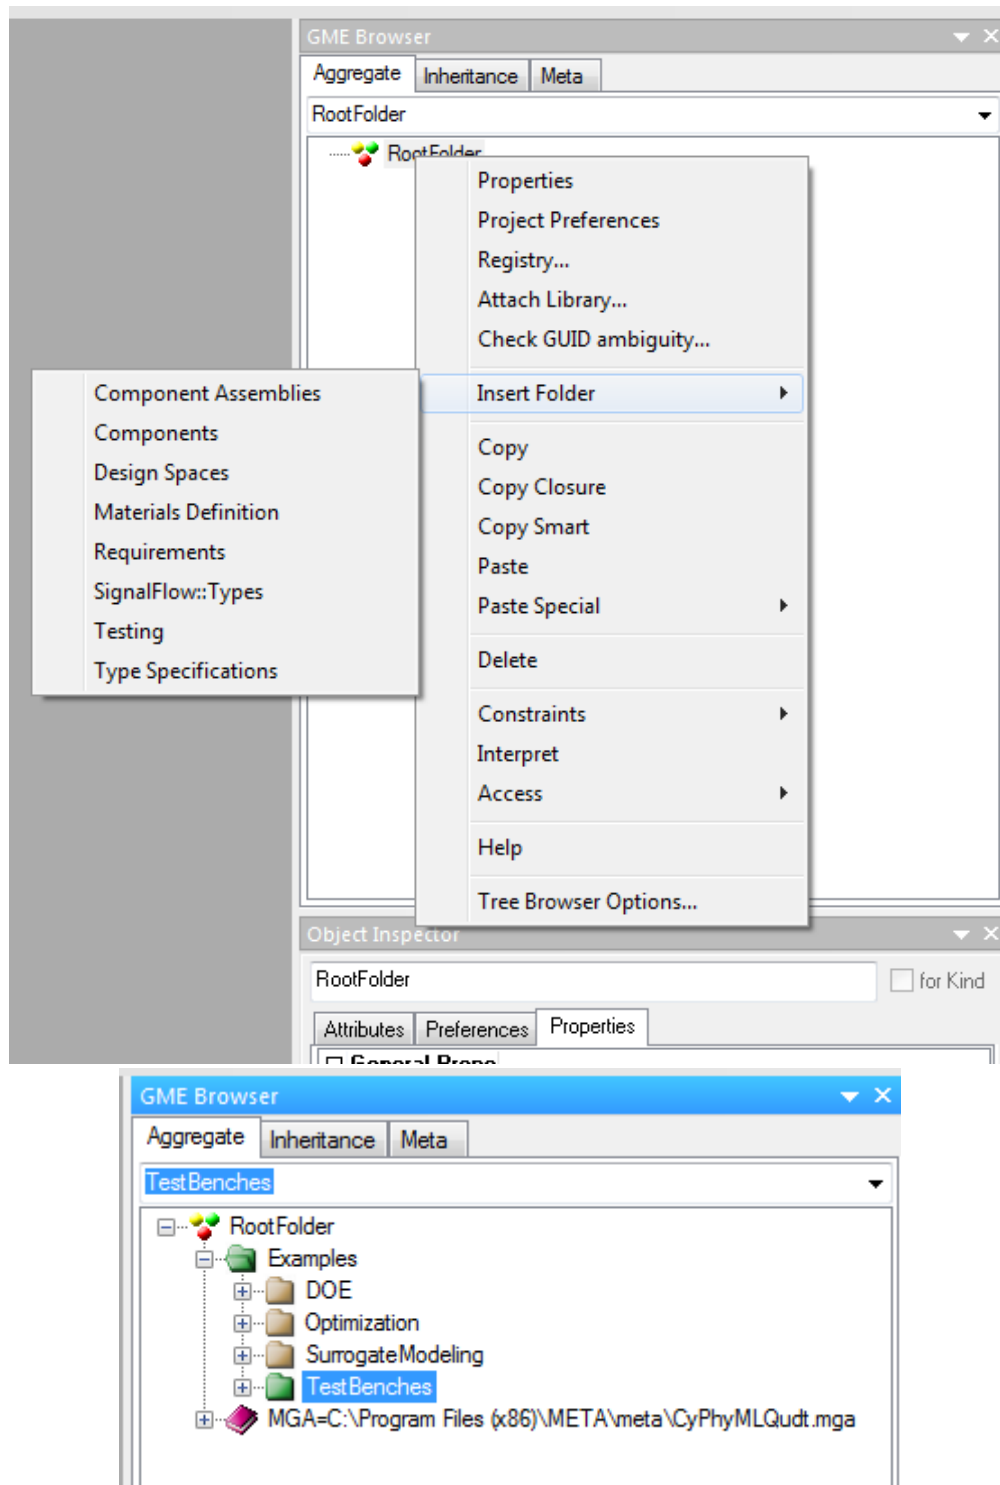 GME Browser
Aggregate Inheritance Meta
RootFolder
RootFolder
Properties
Project Preferences
Registry...
Attach Library...
Check GUID ambiguity...
Insert Folder
Copy
Copy Closure
Copy Smart
Paste
Paste Special
Delete
Constraints
Interpret
Access
Help
Tree Browser Options...
Component Assemblies
Components
Design Spaces
Materials Definition
Requirements
SignalFlow::Types
Testing
Type Specifications
Object Inspector
RootFolder for Kind
Attributes Preferences Properties
General Prope
GME Browser
Aggregate Inheritance Meta
TestBenches
RootFolder
Examples
DOE
Optimization
SurrogateModeling
TestBenches
MGA=C:\Program Files (x86)\META\meta\CyPhyMLQudt.mga